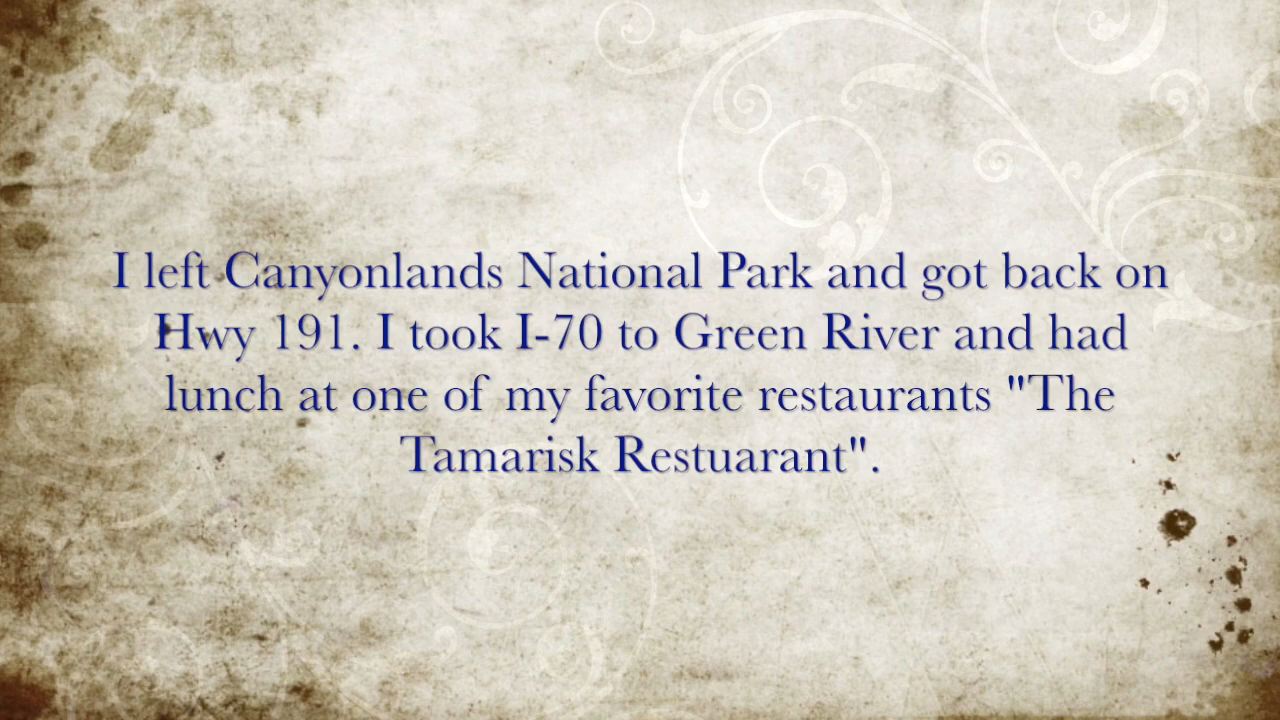 I left Canyonlands National Park and got back on
Hwy 191. I took I-70 to Green River and had
lunch at one of my favorite restaurants "The
Tamarisk Restuarant".